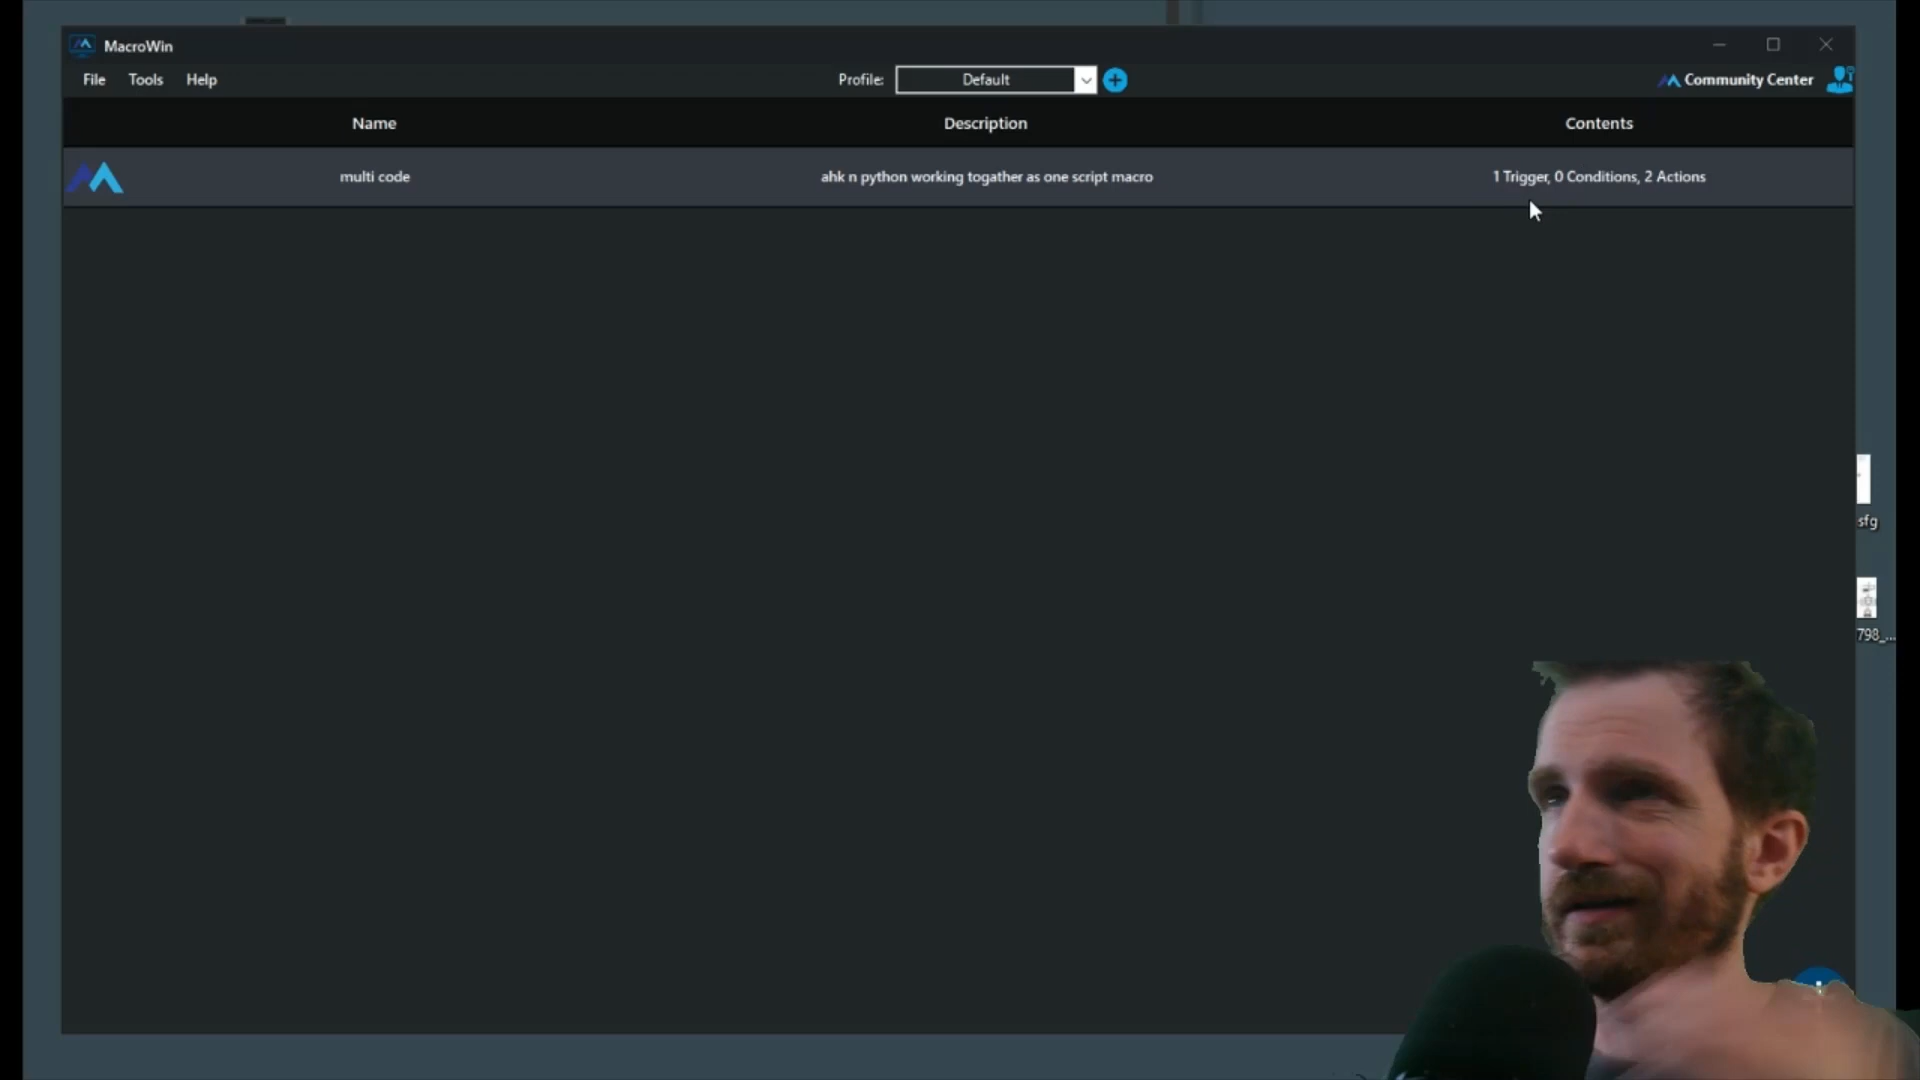 MacroWin
File Tools Help Profile: Default Community Center
Name Description Contents
multi code ahk n python working togather as one script macro 1 Trigger, 0 Conditions, 2 Actions
sfg
798_...